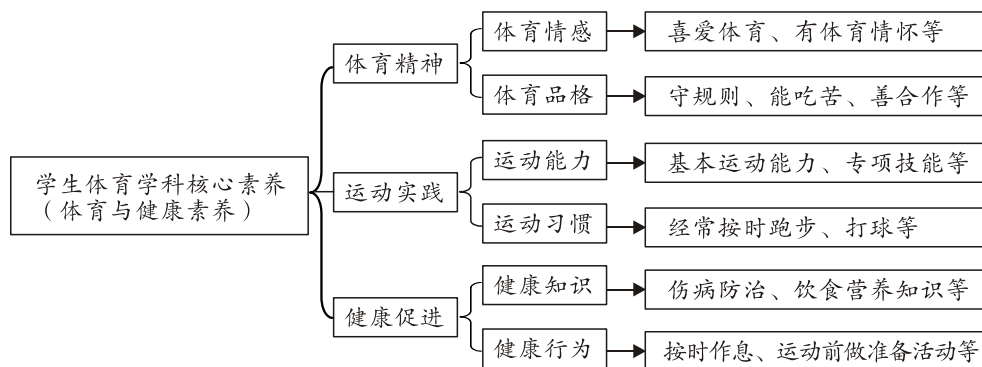 学生体育学科核心素养
（体育与健康素养）
体育精神
体育情感
喜爱体育、有体育情怀等
体育品格
守规则、能吃苦、善合作等
运动实践
运动能力
基本运动能力、专项技能等
运动习惯
经常按时跑步、打球等
健康促进
健康知识
伤病防治、饮食营养知识等
健康行为
按时作息、运动前做准备活动等